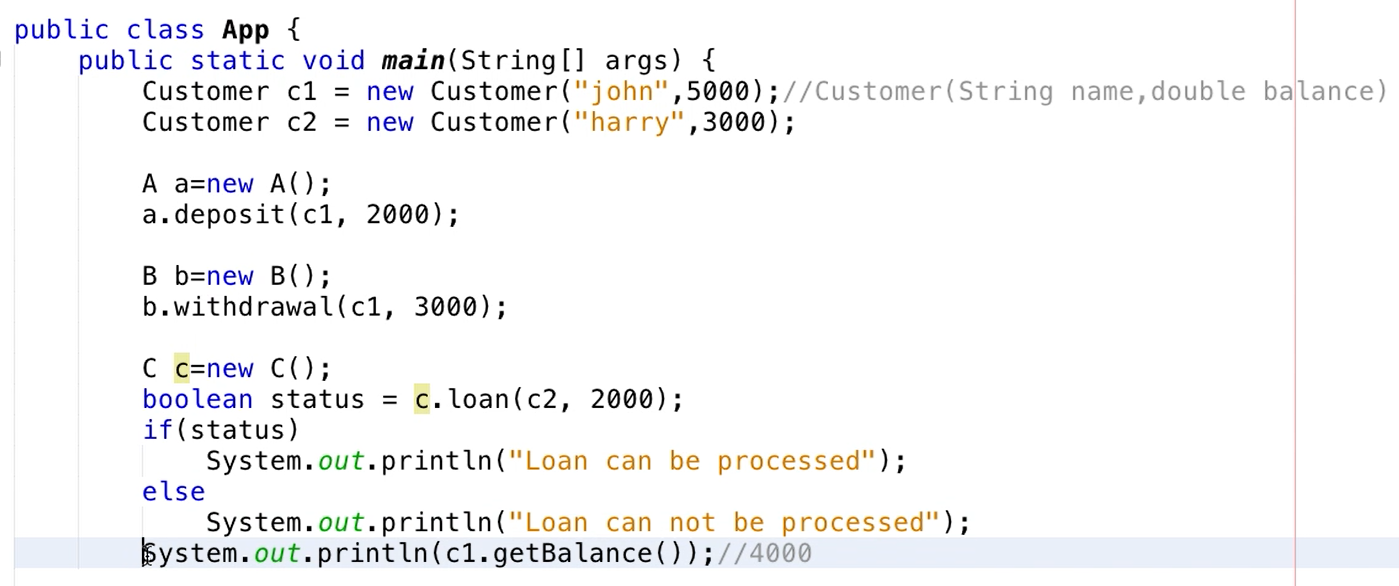 public class App {
public static void main(String[] args) {
Customer c1 = new Customer("john",5000);//Customer(String name,double balance)
Customer c2 = new Customer("harry",3000);
A a=new A();
a.deposit(c1, 2000);
B b=new B();
b.withdrawal(c1, 3000);
C c=new C();
boolean status = c.loan(c2, 2000);
if(status)
System.out.println("Loan can be processed");
else
System.out.println("Loan can not be processed");
System.out.println(c1.getBalance());//4000